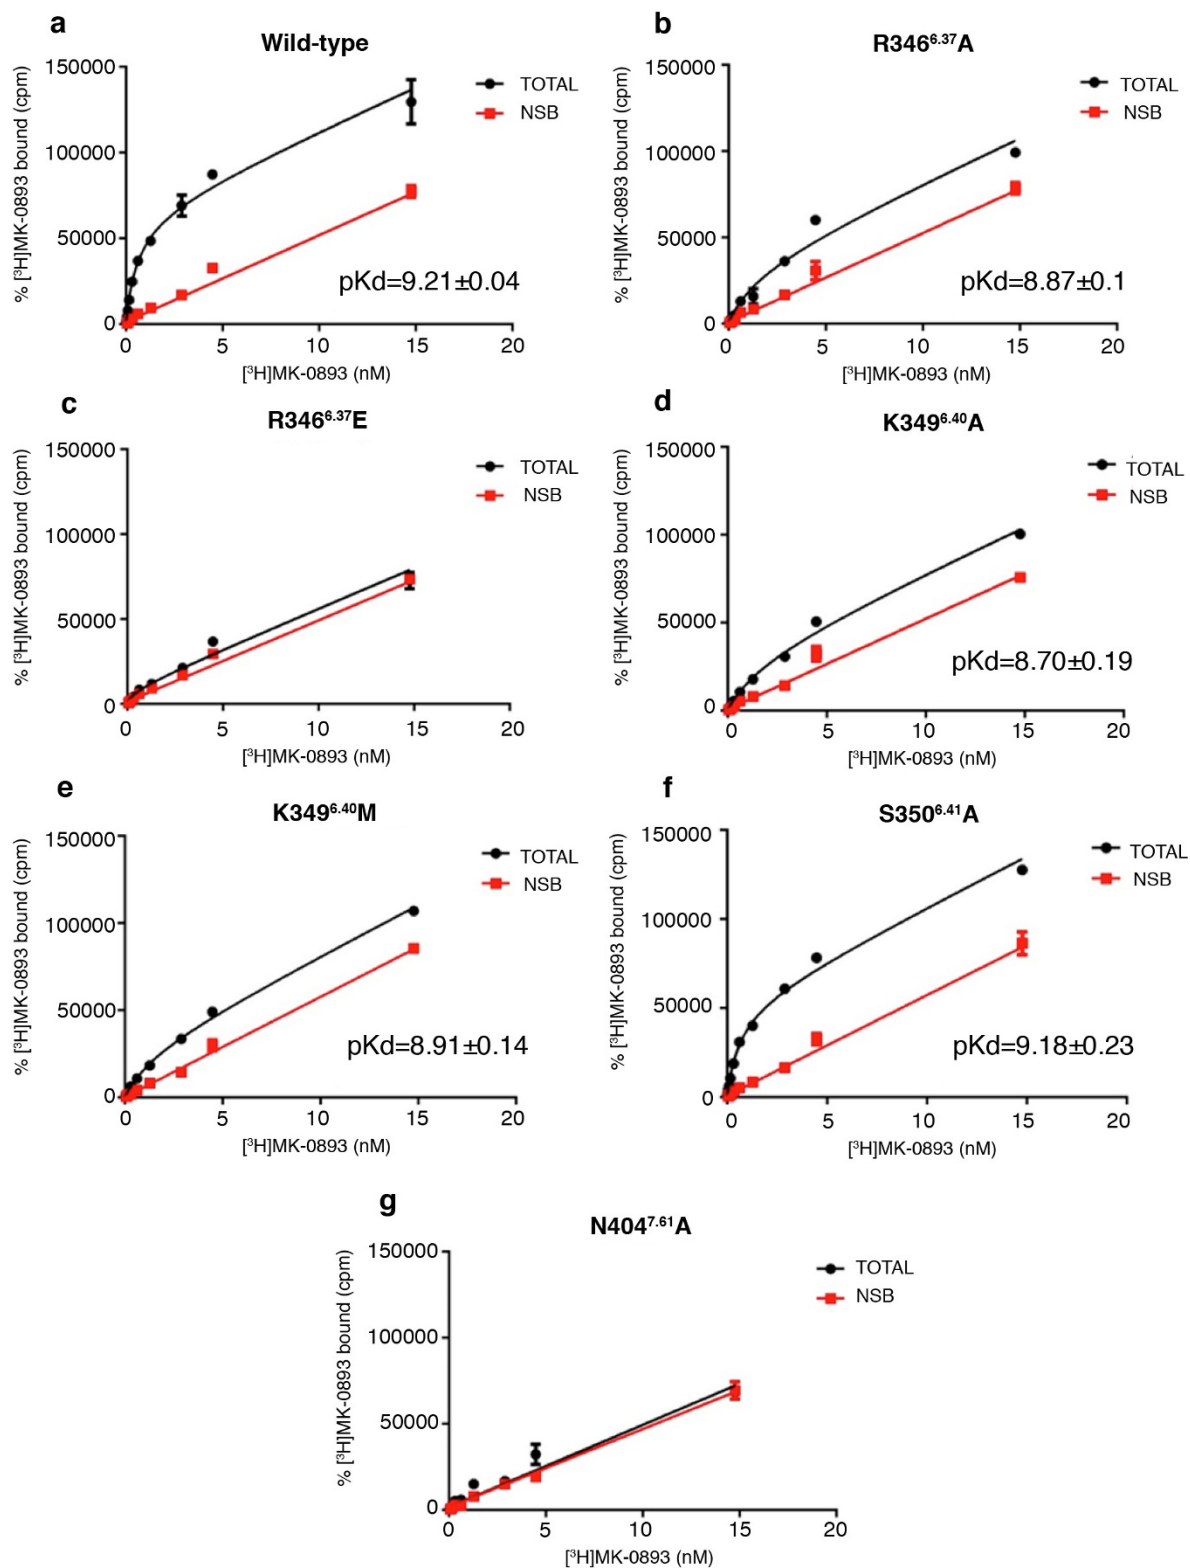 a
Wild-type
% [³H]MK-0893 bound (cpm)
150000
100000
50000
0
TOTAL
NSB
pKd=9.21±0.04
0 5 10 15 20
[³H]MK-0893 (nM)
b
R346⁶·³⁷A
% [³H]MK-0893 bound (cpm)
150000
100000
50000
0
TOTAL
NSB
pKd=8.87±0.1
0 5 10 15 20
[³H]MK-0893 (nM)
c
R346⁶·³⁷E
% [³H]MK-0893 bound (cpm)
150000
100000
50000
0
TOTAL
NSB
0 5 10 15 20
[³H]MK-0893 (nM)
d
K349⁶·⁴⁰A
% [³H]MK-0893 bound (cpm)
150000
100000
50000
0
TOTAL
NSB
pKd=8.70±0.19
0 5 10 15 20
[³H]MK-0893 (nM)
e
K349⁶·⁴⁰M
% [³H]MK-0893 bound (cpm)
150000
100000
50000
0
TOTAL
NSB
pKd=8.91±0.14
0 5 10 15 20
[³H]MK-0893 (nM)
f
S350⁶·⁴¹A
% [³H]MK-0893 bound (cpm)
150000
100000
50000
0
TOTAL
NSB
pKd=9.18±0.23
0 5 10 15 20
[³H]MK-0893 (nM)
g
N404⁷·⁶¹A
% [³H]MK-0893 bound (cpm)
150000
100000
50000
0
TOTAL
NSB
0 5 10 15 20
[³H]MK-0893 (nM)